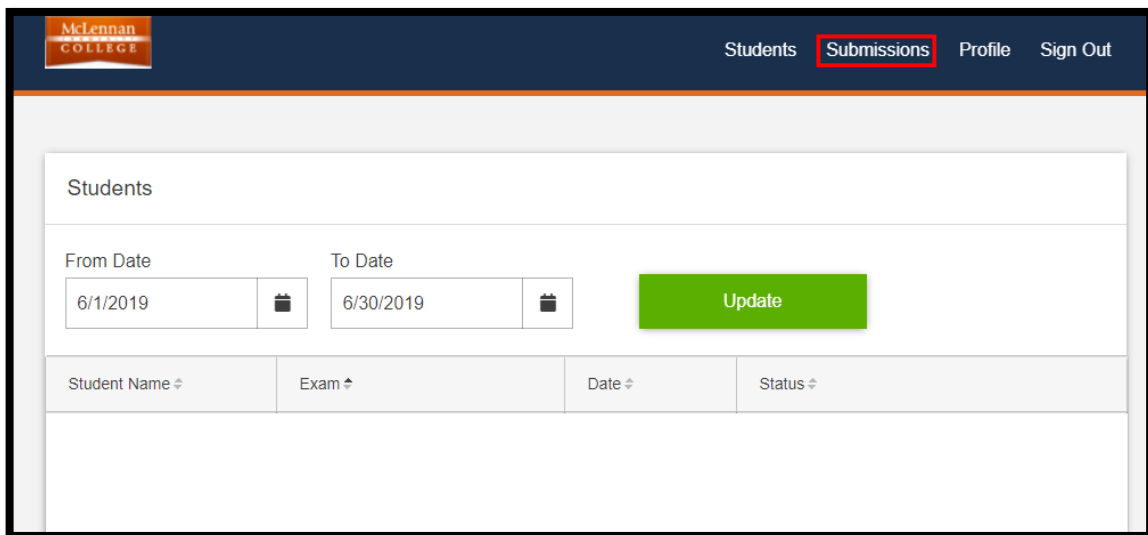 McLennan
COMMUNITY
COLLEGE
Students Submissions Profile Sign Out
Students
From Date To Date
6/1/2019 6/30/2019 Update
Student Name Exam Date Status